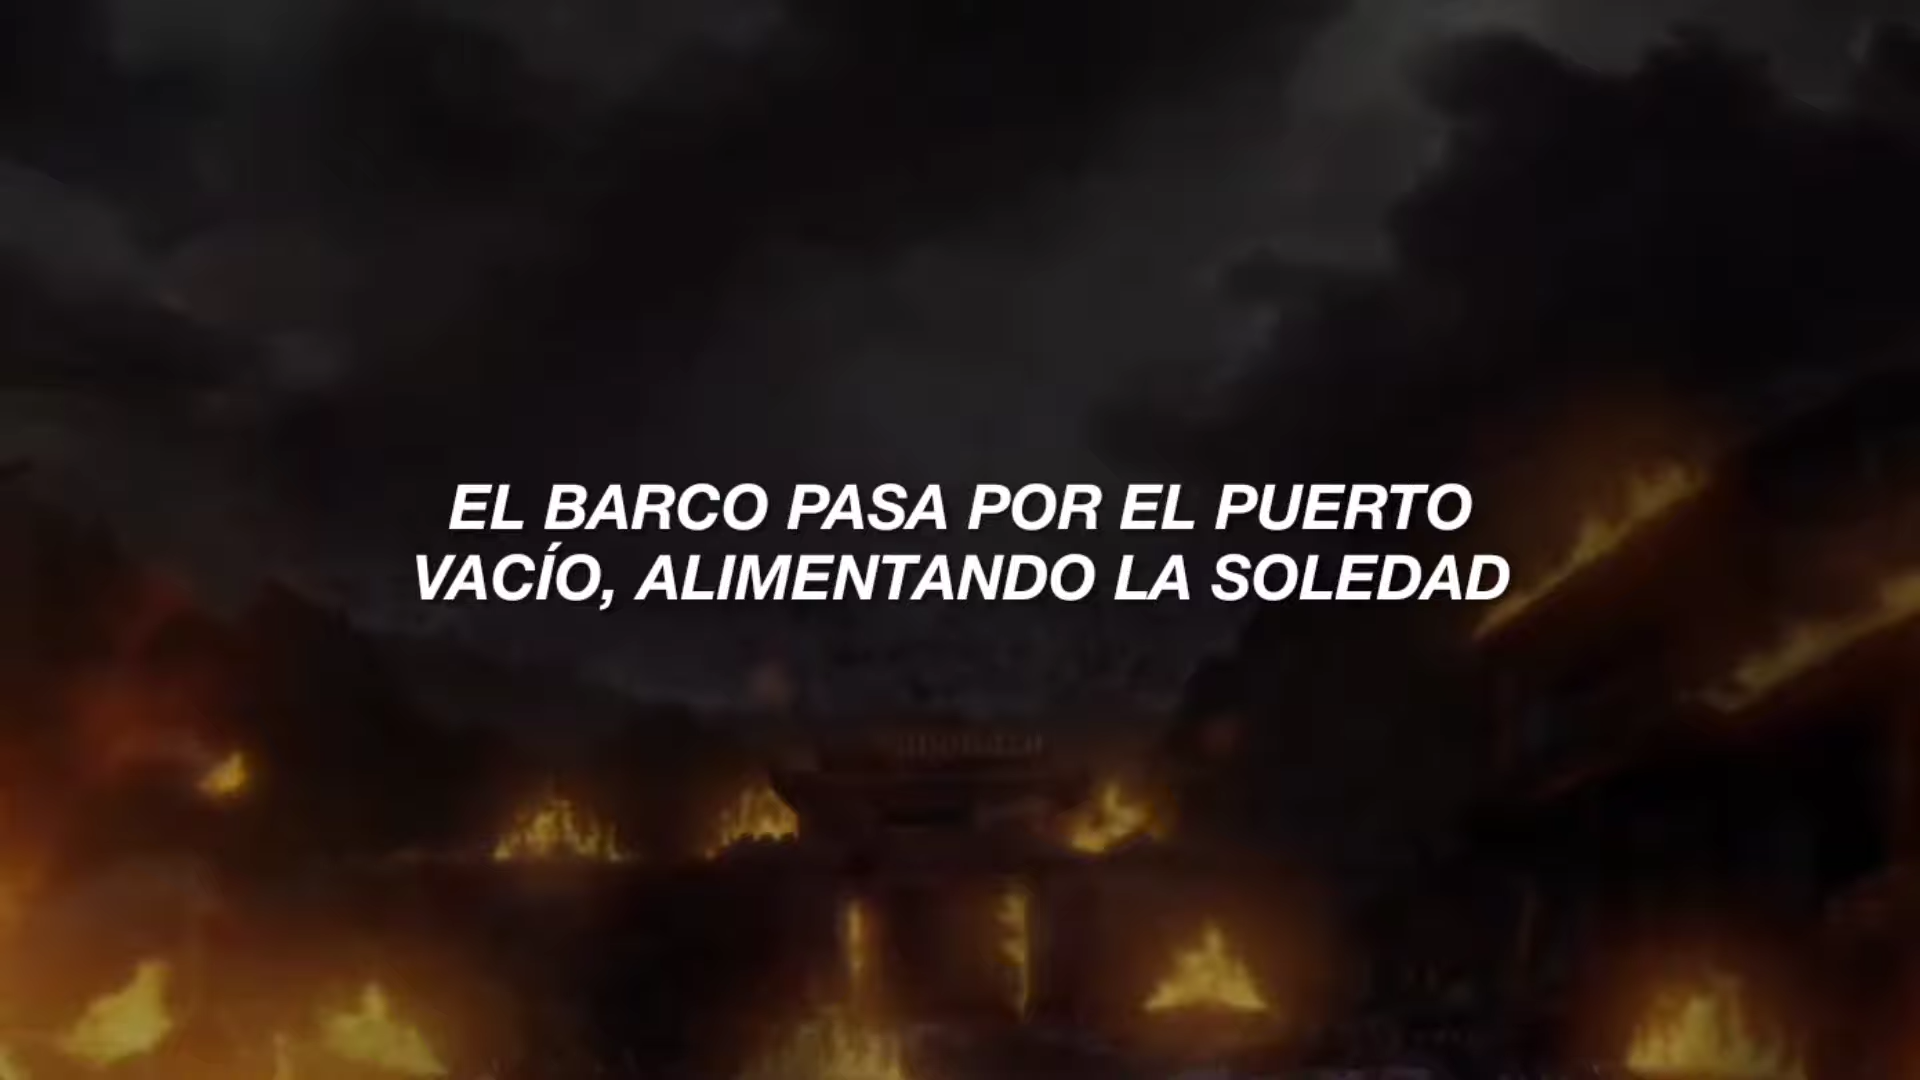 EL BARCO PASA POR EL PUERTO
VACÍO, ALIMENTANDO LA SOLEDAD